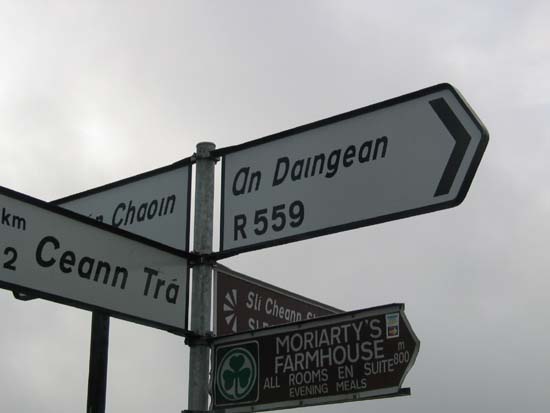 An Daingean
R559
Chaoin
km
2
Ceann Trá
Slí Cheann
MORIARTY'S
FARMHOUSE
ALL ROOMS EN SUITE
EVENING MEALS
m
800